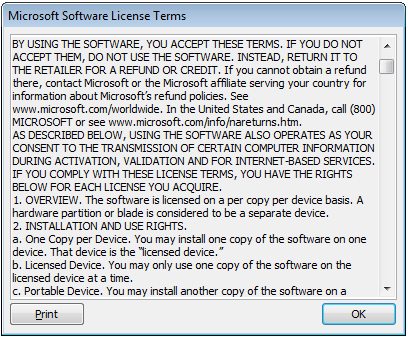 Microsoft Software License Terms
BY USING THE SOFTWARE, YOU ACCEPT THESE TERMS. IF YOU DO NOT
ACCEPT THEM, DO NOT USE THE SOFTWARE. INSTEAD, RETURN IT TO
THE RETAILER FOR A REFUND OR CREDIT. If you cannot obtain a refund
there, contact Microsoft or the Microsoft affiliate serving your country for
information about Microsoft's refund policies. See
www.microsoft.com/worldwide. In the United States and Canada, call (800)
MICROSOFT or see www.microsoft.com/info/nareturns.htm.
AS DESCRIBED BELOW, USING THE SOFTWARE ALSO OPERATES AS YOUR
CONSENT TO THE TRANSMISSION OF CERTAIN COMPUTER INFORMATION
DURING ACTIVATION, VALIDATION AND FOR INTERNET-BASED SERVICES.
IF YOU COMPLY WITH THESE LICENSE TERMS, YOU HAVE THE RIGHTS
BELOW FOR EACH LICENSE YOU ACQUIRE.
1. OVERVIEW. The software is licensed on a per copy per device basis. A
hardware partition or blade is considered to be a separate device.
2. INSTALLATION AND USE RIGHTS.
a. One Copy per Device. You may install one copy of the software on one
device. That device is the “licensed device.”
b. Licensed Device. You may only use one copy of the software on the
licensed device at a time.
c. Portable Device. You may install another copy of the software on a
Print
OK